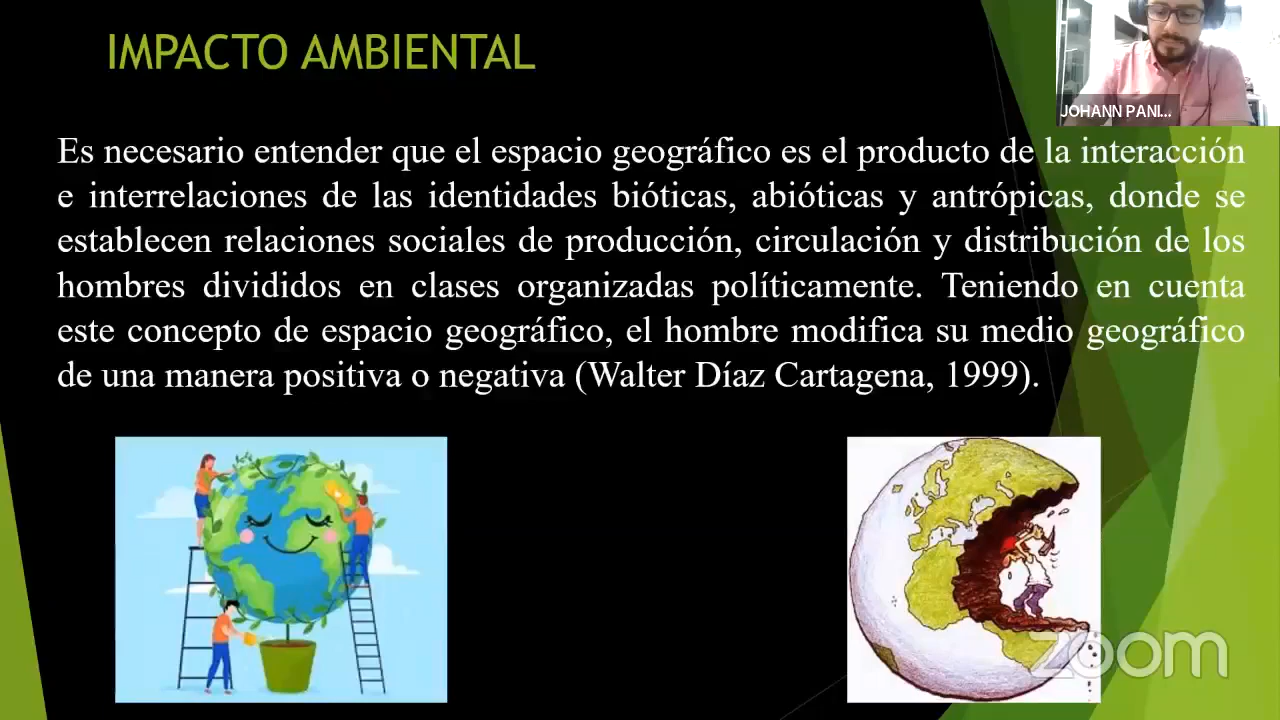 IMPACTO AMBIENTAL
JOHANN PANI...
Es necesario entender que el espacio geográfico es el producto de la interacción
e interrelaciones de las identidades bióticas, abióticas y antrópicas, donde se
establecen relaciones sociales de producción, circulación y distribución de los
hombres divididos en clases organizadas políticamente. Teniendo en cuenta
este concepto de espacio geográfico, el hombre modifica su medio geográfico
de una manera positiva o negativa (Walter Díaz Cartagena, 1999).
zoom